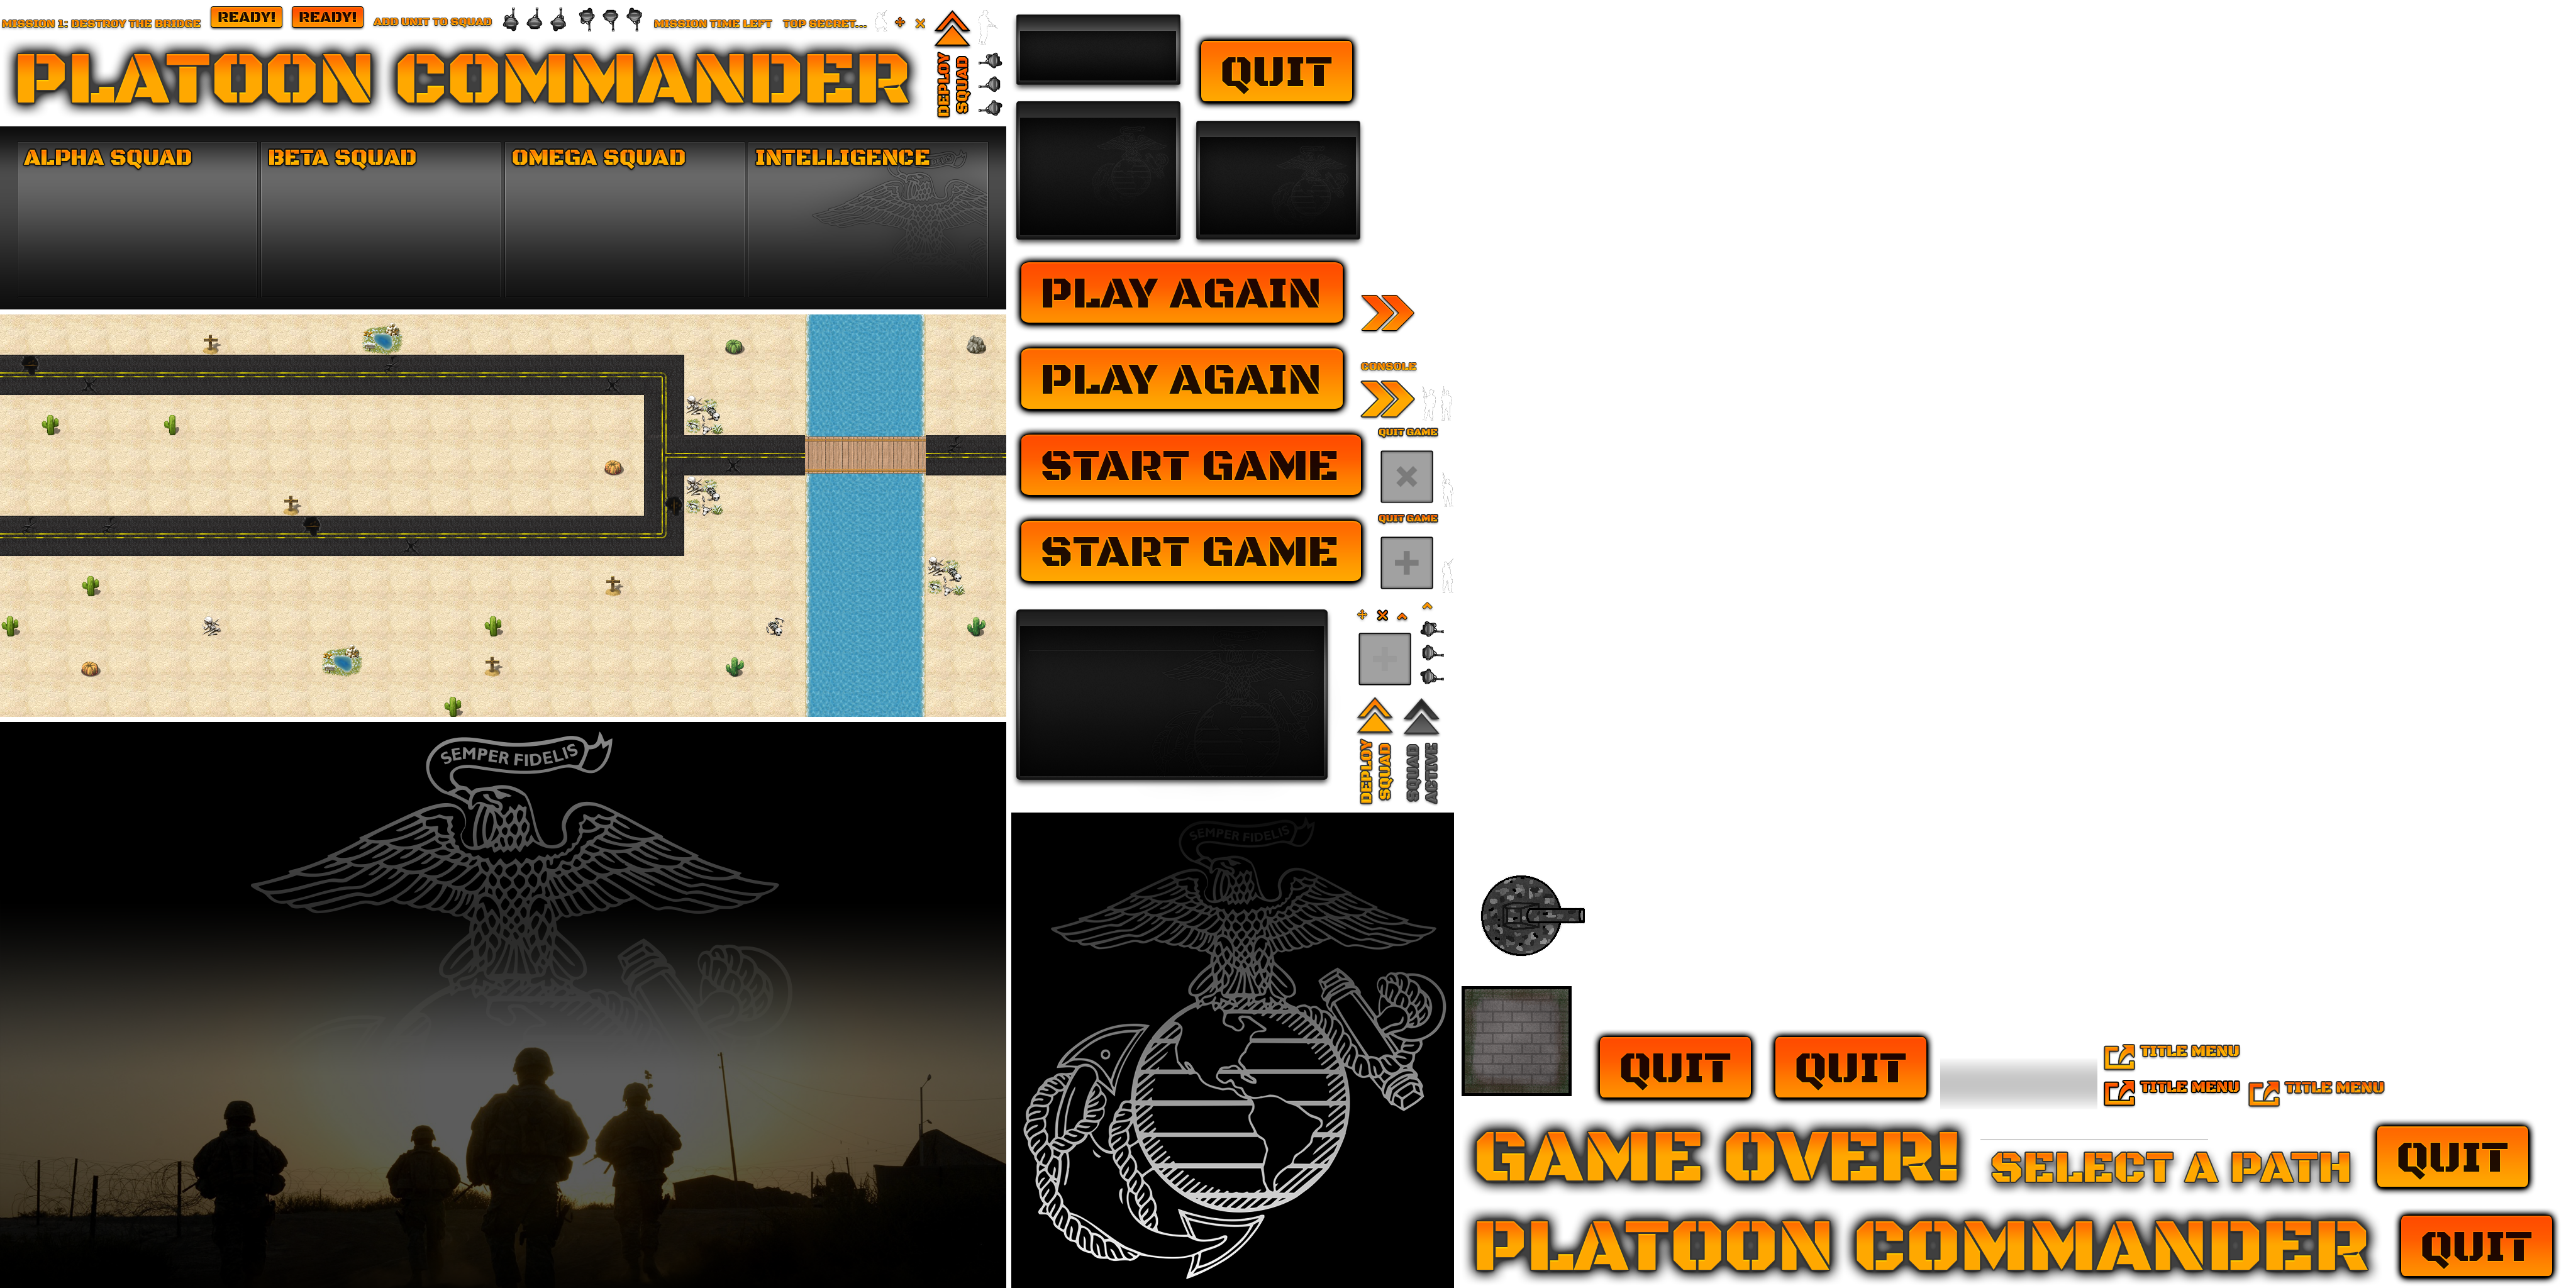 MISSION 1: DESTROY THE BRIDGE
READY!
READY!
ADD UNIT TO SQUAD
MISSION TIME LEFT
TOP SECRET...
PLATOON COMMANDER
DEPLOY
SQUAD
ALPHA SQUAD
BETA SQUAD
OMEGA SQUAD
INTELLIGENCE
SEMPER FIDELIS
QUIT
PLAY AGAIN
PLAY AGAIN
CONSOLE
START GAME
QUIT GAME
START GAME
QUIT GAME
DEPLOY
SQUAD
SQUAD
ACTIVE
SEMPER FIDELIS
QUIT
QUIT
TITLE MENU
TITLE MENU
TITLE MENU
GAME OVER!
SELECT A PATH
QUIT
PLATOON COMMANDER
QUIT